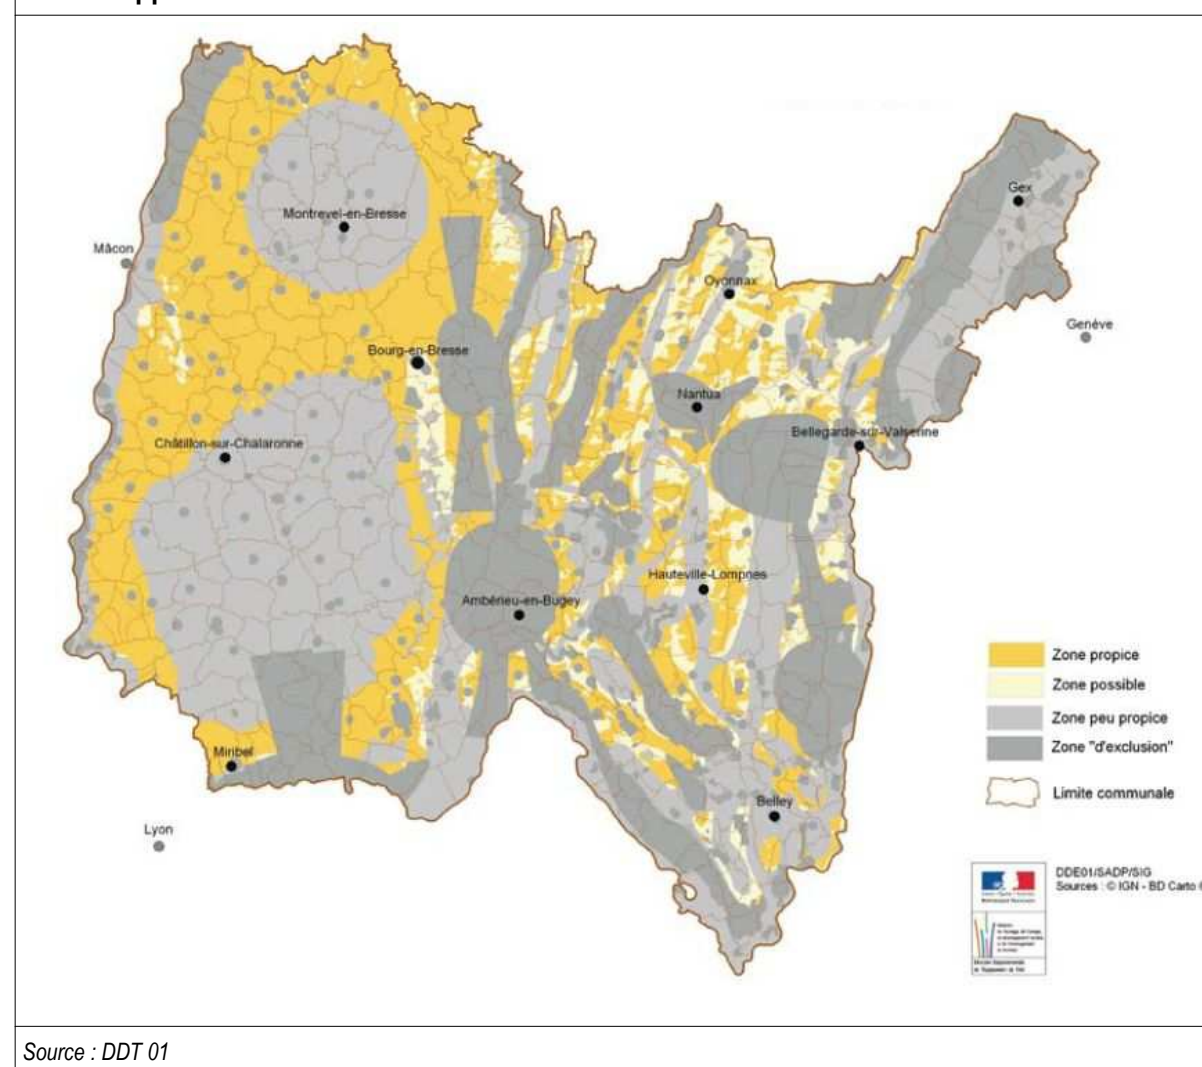 Montrevel-en-Bresse
Gex
Mâcon
Oyonnax
Genève
Bourg-en-Bresse
Nantua
Bellegarde-sur-Valserine
Châtillon-sur-Chalaronne
Hauteville-Lompnes
Ambérieu-en-Bugey
Zone propice
Zone possible
Zone peu propice
Zone "d'exclusion"
Limite communale
Miribel
Belley
Lyon
DDE01/SADP/SIG
Sources : © IGN - BD Carto ®
Source : DDT 01